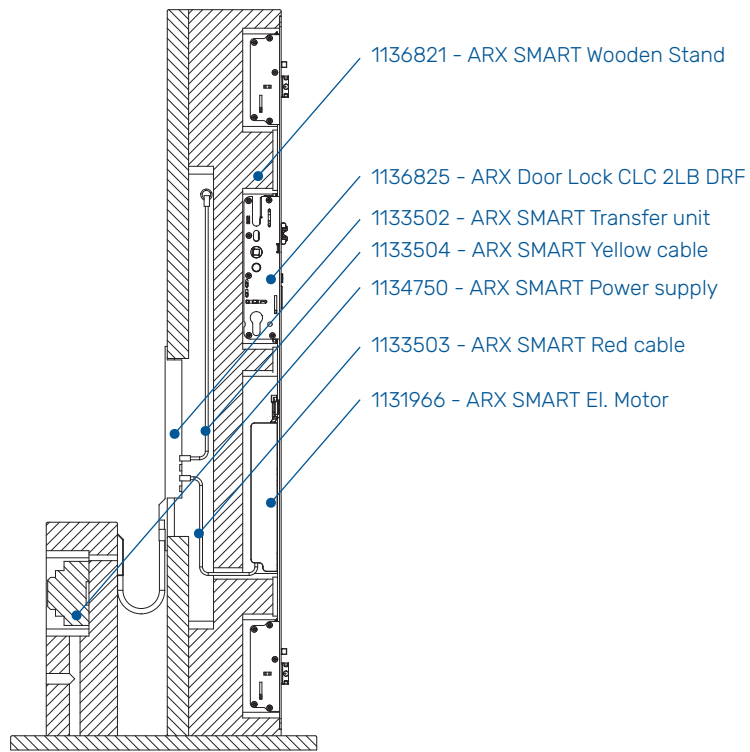 1136821 - ARX SMART Wooden Stand
1136825 - ARX Door Lock CLC 2LB DRF
1133502 - ARX SMART Transfer unit
1133504 - ARX SMART Yellow cable
1134750 - ARX SMART Power supply
1133503 - ARX SMART Red cable
1131966 - ARX SMART El. Motor